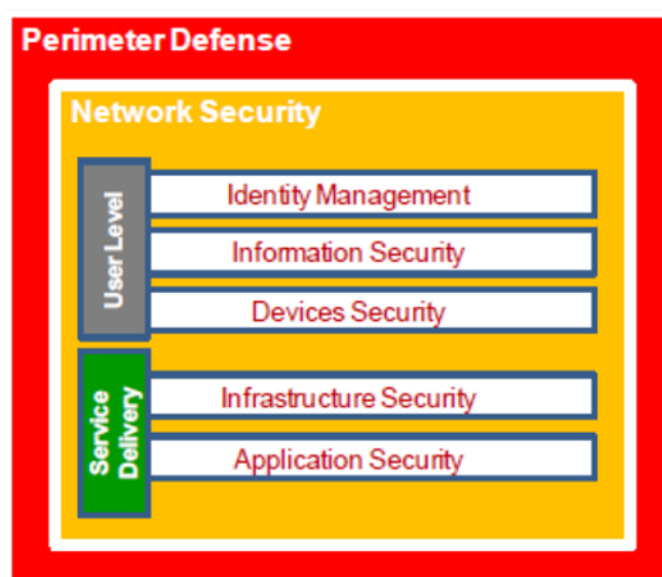 Perimeter Defense
Network Security
User Level
Identity Management
Information Security
Devices Security
Service
Delivery
Infrastructure Security
Application Security